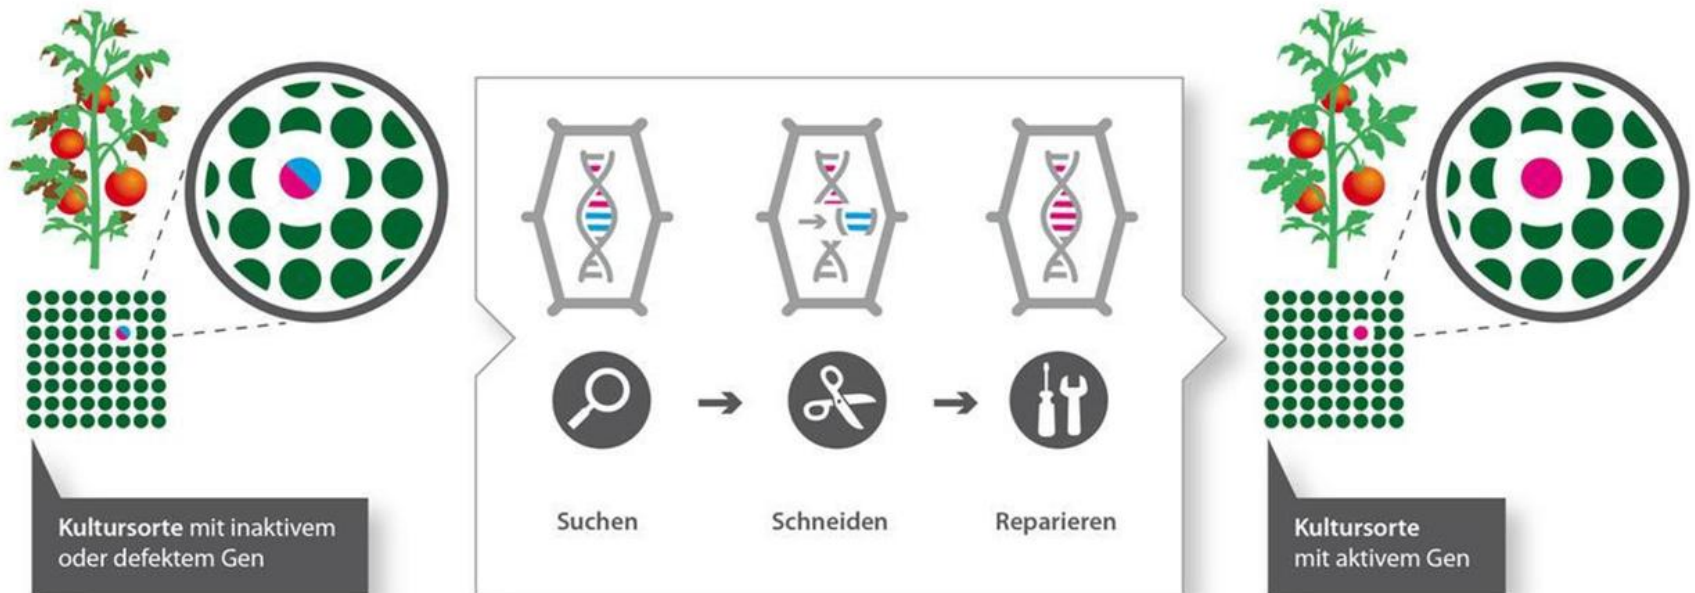 Suchen
Schneiden
Reparieren
Kultursorte mit inaktivem
oder defektem Gen
Kultursorte
mit aktivem Gen